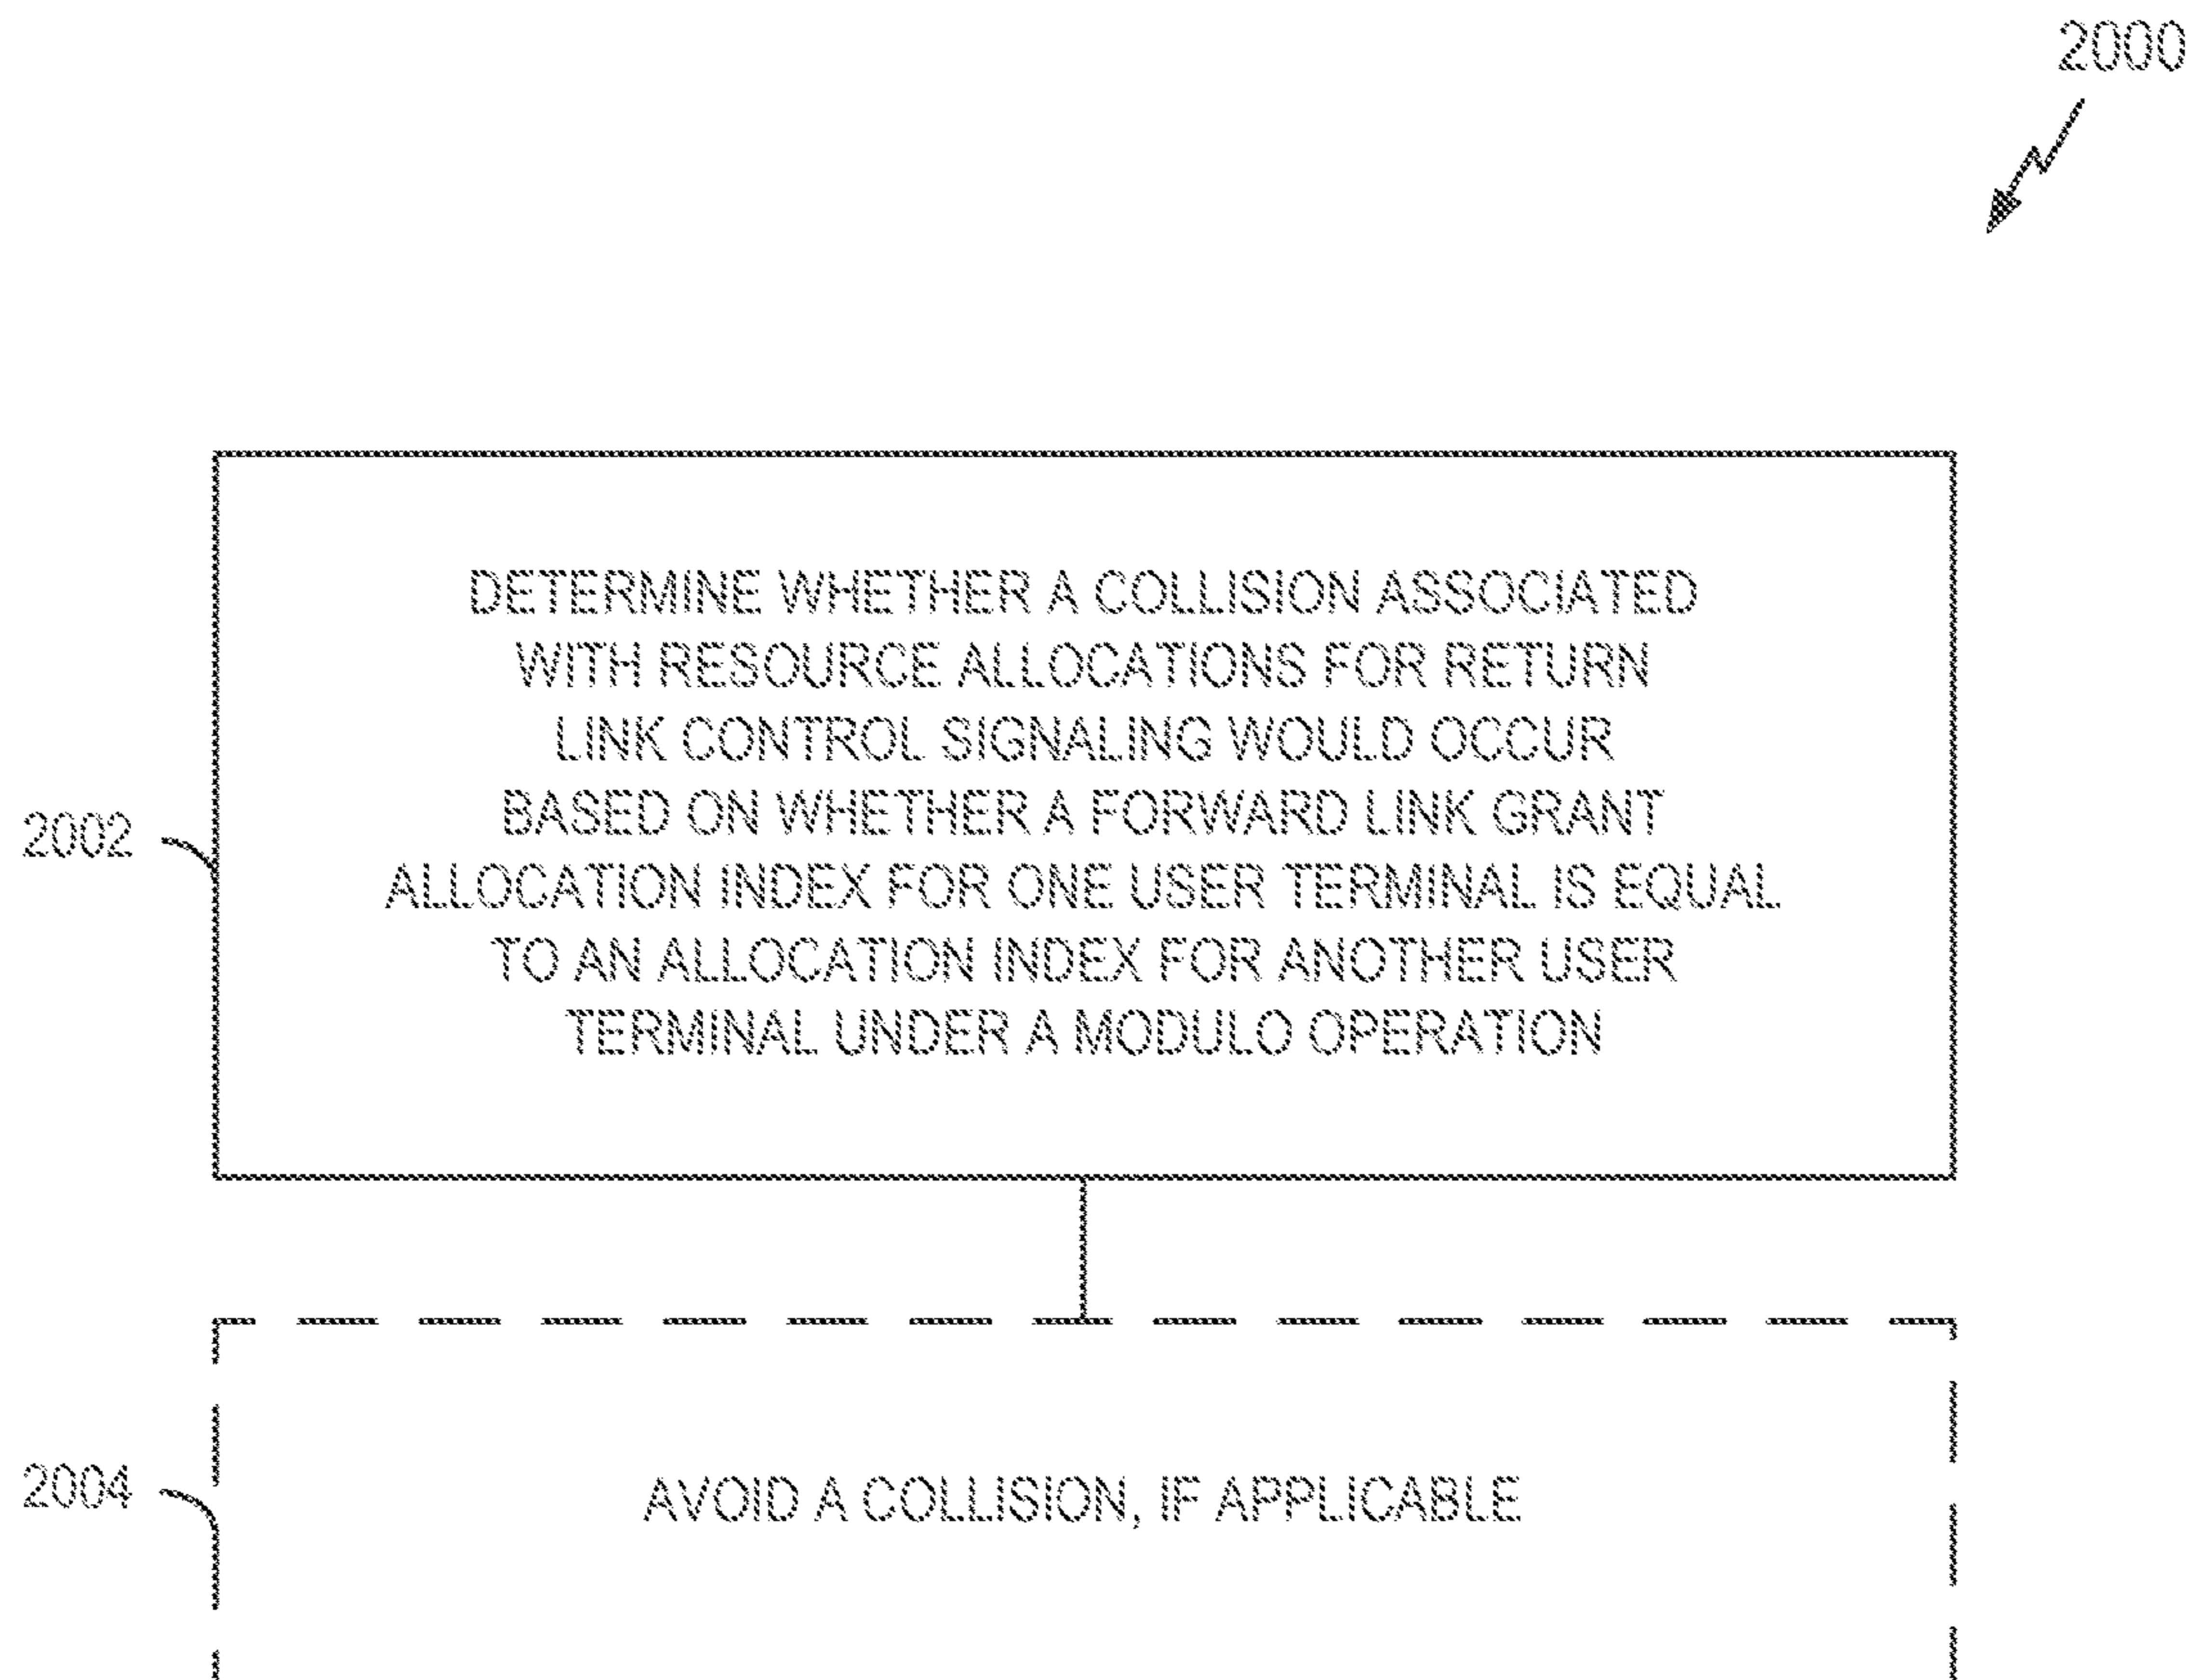 2000
DETERMINE WHETHER A COLLISION ASSOCIATED
WITH RESOURCE ALLOCATIONS FOR RETURN
LINK CONTROL SIGNALING WOULD OCCUR
BASED ON WHETHER A FORWARD LINK GRANT
2002
ALLOCATION INDEX FOR ONE USER TERMINAL IS EQUAL
TO AN ALLOCATION INDEX FOR ANOTHER USER
TERMINAL UNDER A MODULO OPERATION
2004
AVOID A COLLISION, IF APPLICABLE